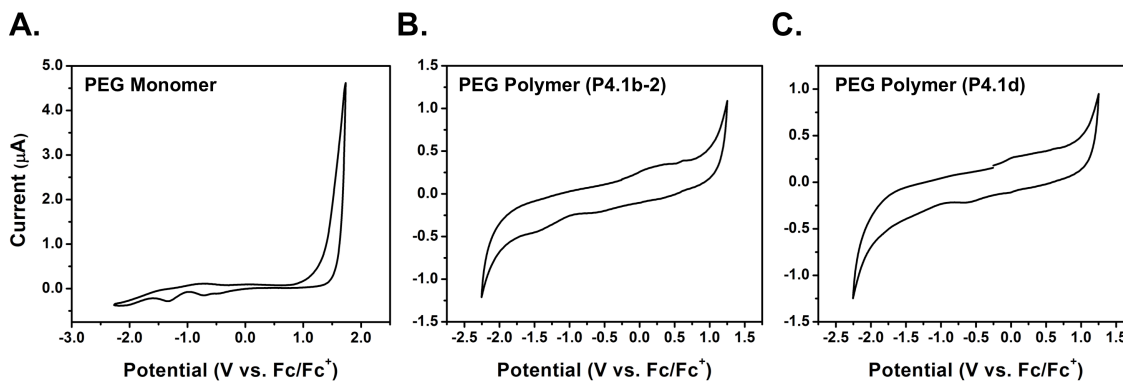 A.
B.
C.
PEG Monomer
PEG Polymer (P4.1b-2)
PEG Polymer (P4.1d)
Current (μA)
5.0
4.0
3.0
2.0
1.0
0.0
-3.0 -2.0 -1.0 0.0 1.0 2.0
Potential (V vs. Fc/Fc⁺)
1.5
1.0
0.5
0.0
-0.5
-1.0
-1.5
-2.5 -2.0 -1.5 -1.0 -0.5 0.0 0.5 1.0 1.5
Potential (V vs. Fc/Fc⁺)
1.0
0.5
0.0
-0.5
-1.0
-1.5
-2.5 -2.0 -1.5 -1.0 -0.5 0.0 0.5 1.0 1.5
Potential (V vs. Fc/Fc⁺)